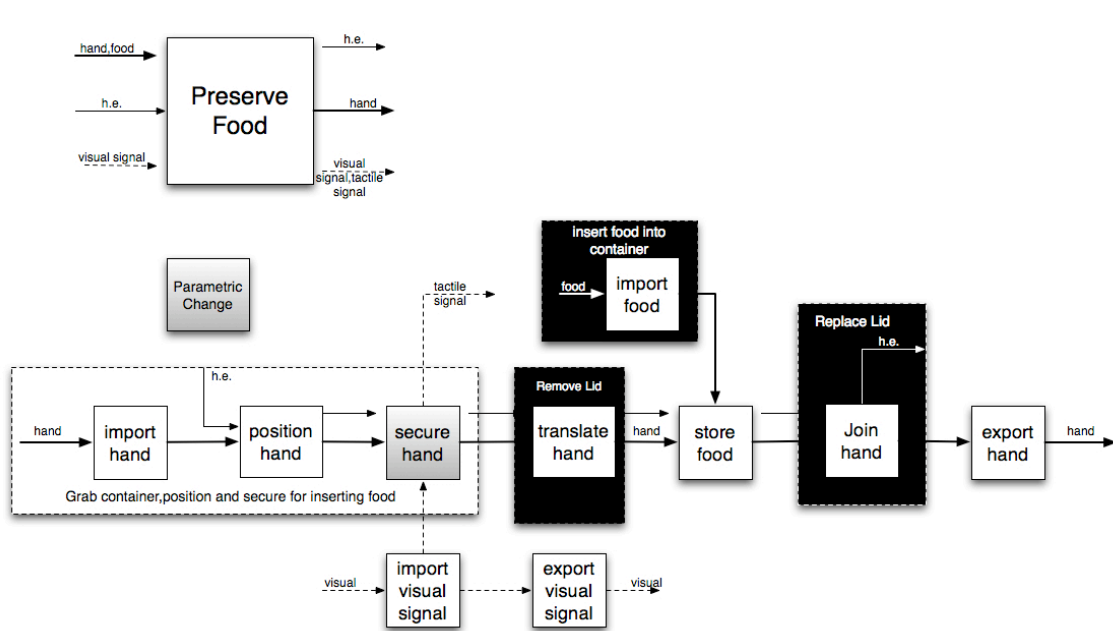 hand,food
h.e.
visual signal
Preserve
Food
h.e.
hand
visual
signal,tactile
signal
Parametric
Change
tactile
signal
insert food into
container
food
import
food
Replace Lid
h.e.
h.e.
hand
import
hand
position
hand
secure
hand
Grab container,position and secure for inserting food
Remove Lid
translate
hand
hand
store
food
Join
hand
export
hand
hand
visual
import
visual
signal
export
visual
signal
visual